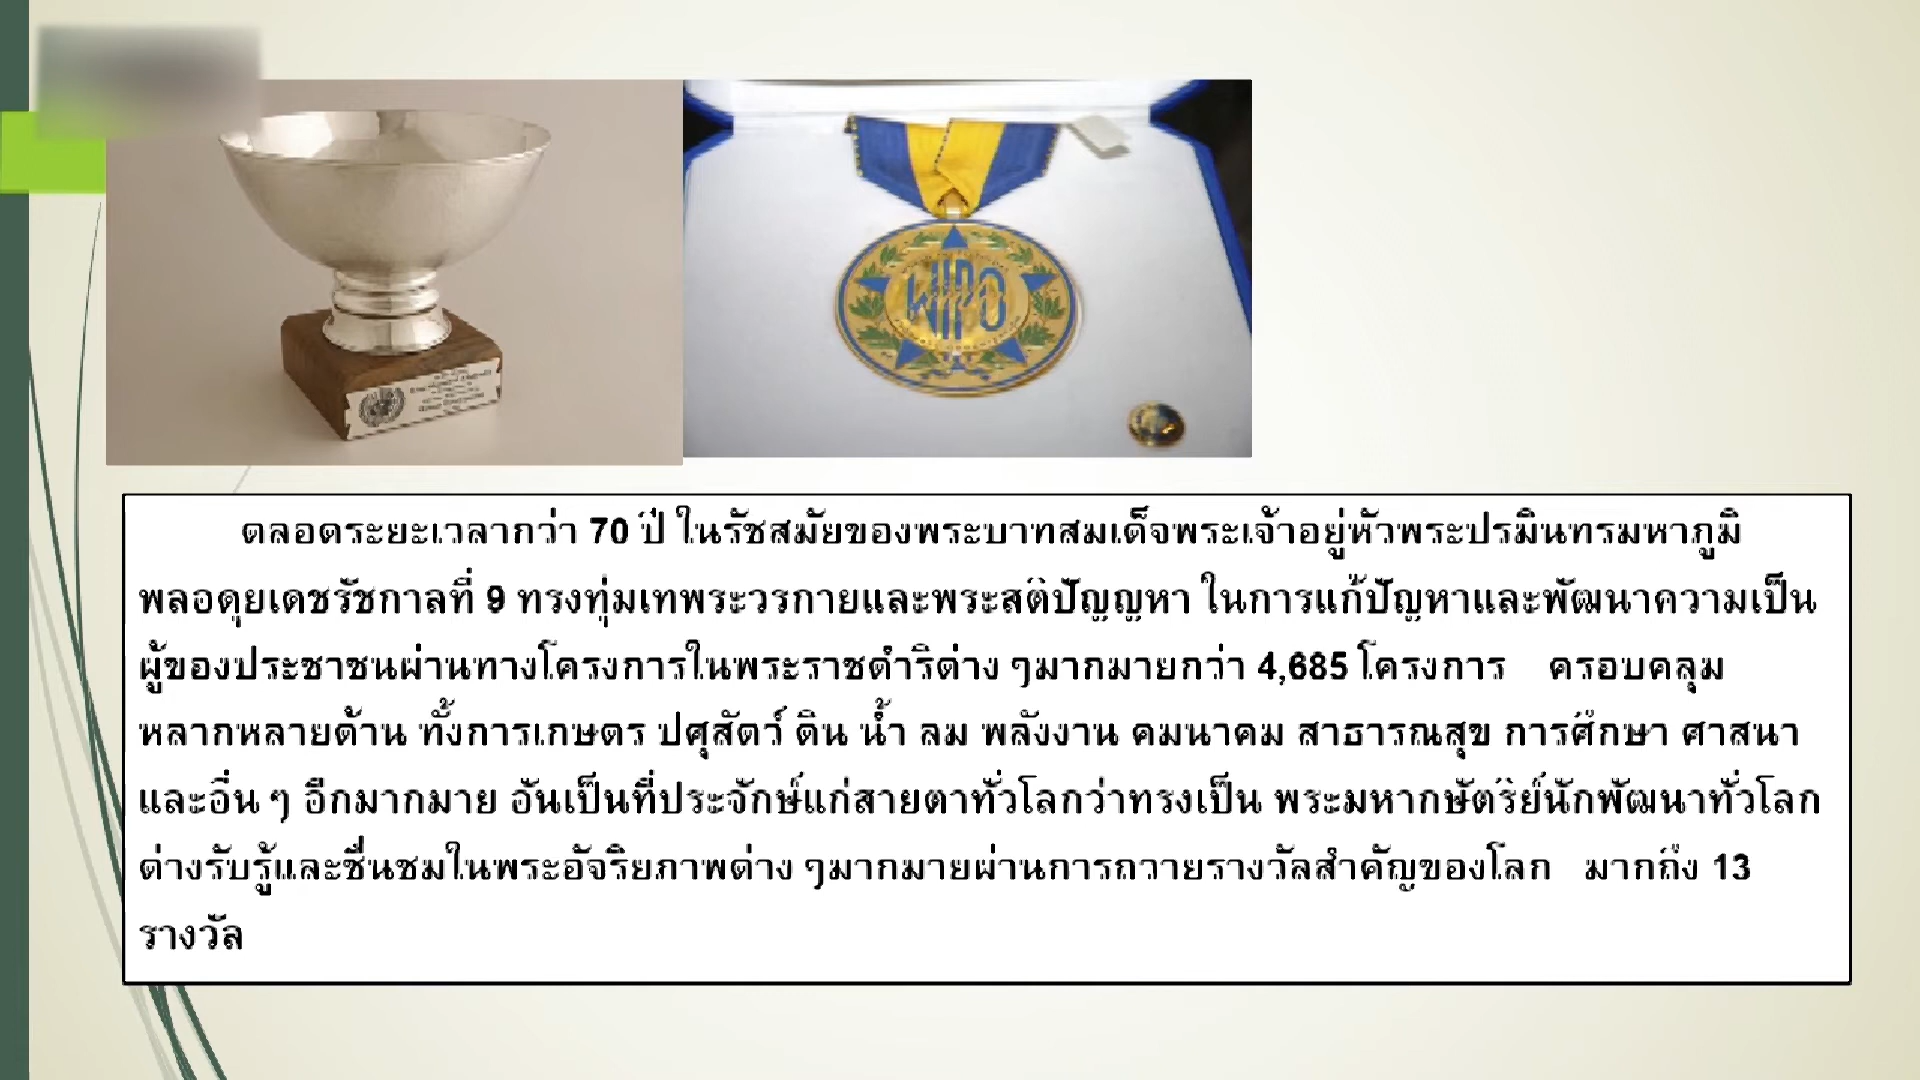 WIPO
ตลอดระยะเวลากว่า 70 ปี ในรัชสมัยของพระบาทสมเด็จพระเจ้าอยู่หัวพระปรมินทรมหาภูมิ
พลอดุยเดชรัชกาลที่ 9 ทรงทุ่มเทพระวรกายและพระสติปัญญหา ในการแก้ปัญหาและพัฒนาความเป็น
ผู้ของประชาชนผ่านทางโครงการในพระราชดำริต่าง ๆมากมายกว่า 4,685 โครงการ ครอบคลุม
หลากหลายด้าน ทั้งการเกษตร ปศุสัตว์ ดิน น้ำ ลม พลังงาน คมนาคม สาธารณสุข การศึกษา ศาสนา
และอื่น ๆ อีกมากมาย อันเป็นที่ประจักษ์แก่สายตาทั่วโลกว่าทรงเป็น พระมหากษัตริย์นักพัฒนาทั่วโลก
ต่างรับรู้และชื่นชมในพระอัจริยภาพต่าง ๆมากมายผ่านการถวายรางวัลสำคัญของโลก มากถึง 13
รางวัล